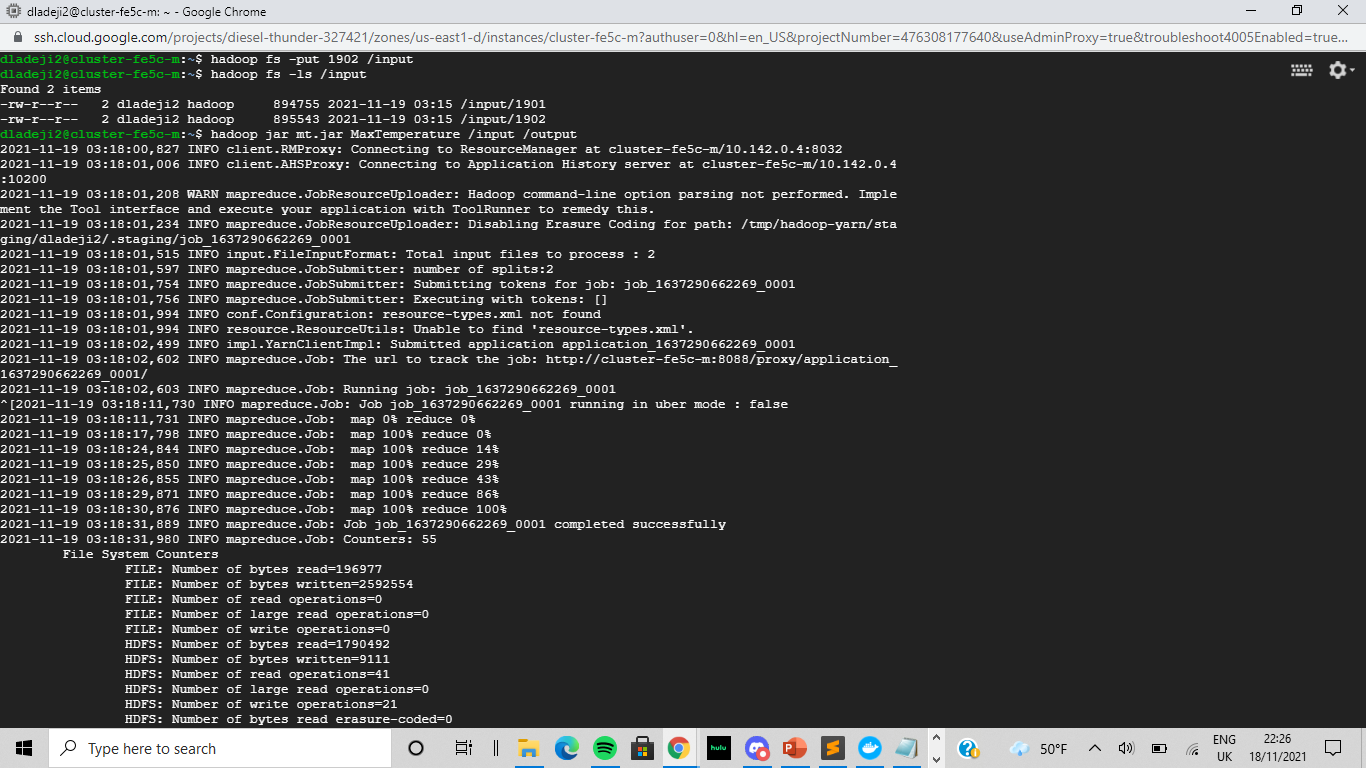 dladeji2@cluster-fe5c-m: ~ - Google Chrome
ssh.cloud.google.com/projects/diesel-thunder-327421/zones/us-east1-d/instances/cluster-fe5c-m?authuser=0&hl=en_US&projectNumber=476308177640&useAdminProxy=true&troubleshoot4005Enabled=true...
dladeji2@cluster-fe5c-m:~$ hadoop fs -put 1902 /input
dladeji2@cluster-fe5c-m:~$ hadoop fs -ls /input
Found 2 items
-rw-r--r--   2 dladeji2 hadoop     894755 2021-11-19 03:15 /input/1901
-rw-r--r--   2 dladeji2 hadoop     895543 2021-11-19 03:15 /input/1902
dladeji2@cluster-fe5c-m:~$ hadoop jar mt.jar MaxTemperature /input /output
2021-11-19 03:18:00,827 INFO client.RMProxy: Connecting to ResourceManager at cluster-fe5c-m/10.142.0.4:8032
2021-11-19 03:18:01,006 INFO client.AHSProxy: Connecting to Application History server at cluster-fe5c-m/10.142.0.4
:10200
2021-11-19 03:18:01,208 WARN mapreduce.JobResourceUploader: Hadoop command-line option parsing not performed. Imple
ment the Tool interface and execute your application with ToolRunner to remedy this.
2021-11-19 03:18:01,234 INFO mapreduce.JobResourceUploader: Disabling Erasure Coding for path: /tmp/hadoop-yarn/sta
ging/dladeji2/.staging/job_1637290662269_0001
2021-11-19 03:18:01,515 INFO input.FileInputFormat: Total input files to process : 2
2021-11-19 03:18:01,597 INFO mapreduce.JobSubmitter: number of splits:2
2021-11-19 03:18:01,754 INFO mapreduce.JobSubmitter: Submitting tokens for job: job_1637290662269_0001
2021-11-19 03:18:01,756 INFO mapreduce.JobSubmitter: Executing with tokens: []
2021-11-19 03:18:01,994 INFO conf.Configuration: resource-types.xml not found
2021-11-19 03:18:01,994 INFO resource.ResourceUtils: Unable to find 'resource-types.xml'.
2021-11-19 03:18:02,499 INFO impl.YarnClientImpl: Submitted application application_1637290662269_0001
2021-11-19 03:18:02,602 INFO mapreduce.Job: The url to track the job: http://cluster-fe5c-m:8088/proxy/application_
1637290662269_0001/
2021-11-19 03:18:02,603 INFO mapreduce.Job: Running job: job_1637290662269_0001
^[2021-11-19 03:18:11,730 INFO mapreduce.Job: Job job_1637290662269_0001 running in uber mode : false
2021-11-19 03:18:11,731 INFO mapreduce.Job:  map 0% reduce 0%
2021-11-19 03:18:17,798 INFO mapreduce.Job:  map 100% reduce 0%
2021-11-19 03:18:24,844 INFO mapreduce.Job:  map 100% reduce 14%
2021-11-19 03:18:25,850 INFO mapreduce.Job:  map 100% reduce 29%
2021-11-19 03:18:26,855 INFO mapreduce.Job:  map 100% reduce 43%
2021-11-19 03:18:29,871 INFO mapreduce.Job:  map 100% reduce 86%
2021-11-19 03:18:30,876 INFO mapreduce.Job:  map 100% reduce 100%
2021-11-19 03:18:31,889 INFO mapreduce.Job: Job job_1637290662269_0001 completed successfully
2021-11-19 03:18:31,980 INFO mapreduce.Job: Counters: 55
File System Counters
FILE: Number of bytes read=196977
FILE: Number of bytes written=2592554
FILE: Number of read operations=0
FILE: Number of large read operations=0
FILE: Number of write operations=0
HDFS: Number of bytes read=1790492
HDFS: Number of bytes written=9111
HDFS: Number of read operations=41
HDFS: Number of large read operations=0
HDFS: Number of write operations=21
HDFS: Number of bytes read erasure-coded=0
Type here to search
hulu
50°F
ENG
UK
22:26
18/11/2021